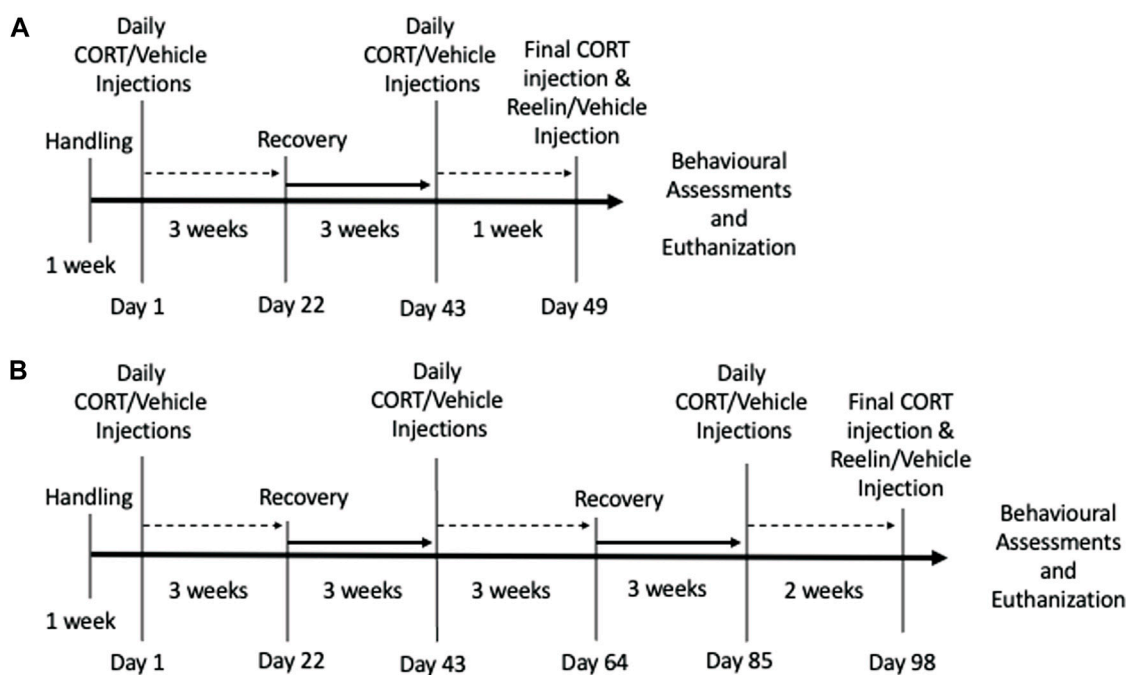 A
Daily
CORT/Vehicle
Injections
Daily
CORT/Vehicle
Injections
Final CORT
injection &
Reelin/Vehicle
Injection
Handling
Recovery
Behavioural
Assessments
and
Euthanization
3 weeks
3 weeks
1 week
1 week
Day 1
Day 22
Day 43
Day 49
B
Daily
CORT/Vehicle
Injections
Daily
CORT/Vehicle
Injections
Daily
CORT/Vehicle
Injections
Final CORT
injection &
Reelin/Vehicle
Injection
Handling
Recovery
Recovery
Behavioural
Assessments
and
Euthanization
3 weeks
3 weeks
3 weeks
3 weeks
2 weeks
1 week
Day 1
Day 22
Day 43
Day 64
Day 85
Day 98